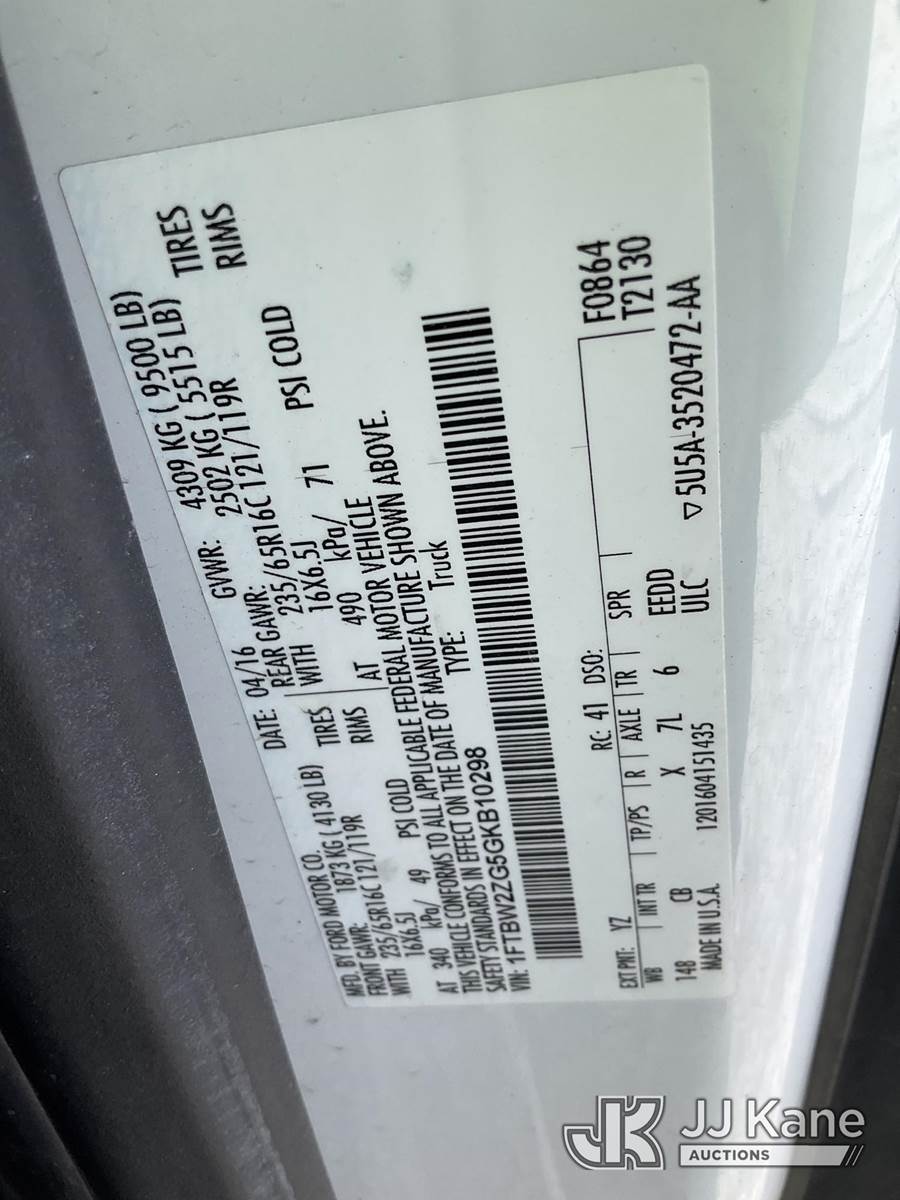 MFD. BY FORD MOTOR CO.
DATE: 04/16 GVWR: 4309 KG ( 9500 LB)
FRONT GAWR: 1873 KG ( 4130 LB) REAR GAWR: 2502 KG ( 5515 LB)
WITH 235/65R16C 121/119R TIRES WITH 235/65R16C 121/119R TIRES
16X6.5J RIMS 16X6.5J RIMS
AT 340 kPa/ 49 PSI COLD AT 490 kPa/ 71 PSI COLD
THIS VEHICLE CONFORMS TO ALL APPLICABLE FEDERAL MOTOR VEHICLE
SAFETY STANDARDS IN EFFECT ON THE DATE OF MANUFACTURE SHOWN ABOVE.
VIN: 1FTBW2ZG5GKB10298 TYPE: Truck
F0864
T2130
EXT PNT: YZ RC: 41 DSO:
WB INT TR TP/PS R AXLE TR SPR
148 CB X 7L 6 EEDD
MADE IN U.S.A. 1201604151435 ULC ▽5U5A-3520472-AA
JK JJ Kane
AUCTIONS